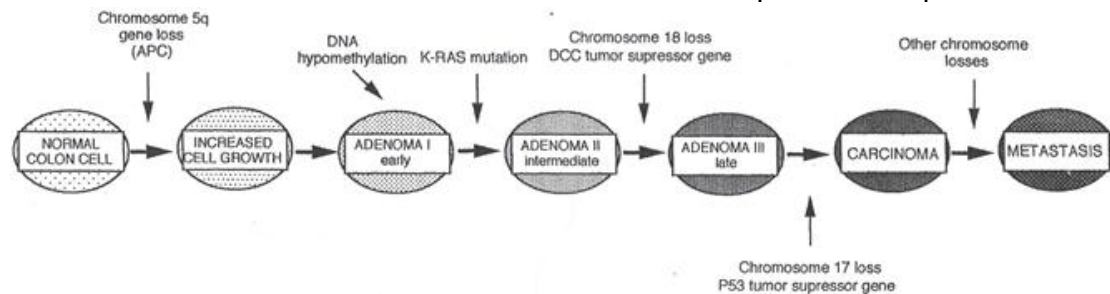 Chromosome 5q
gene loss
(APC)
DNA
hypomethylation
K-RAS mutation
Chromosome 18 loss
DCC tumor supressor gene
Other chromosome
losses
NORMAL
COLON CELL
INCREASED
CELL GROWTH
ADENOMA I
early
ADENOMA II
intermediate
ADENOMA III
late
CARCINOMA
METASTASIS
Chromosome 17 loss
P53 tumor supressor gene